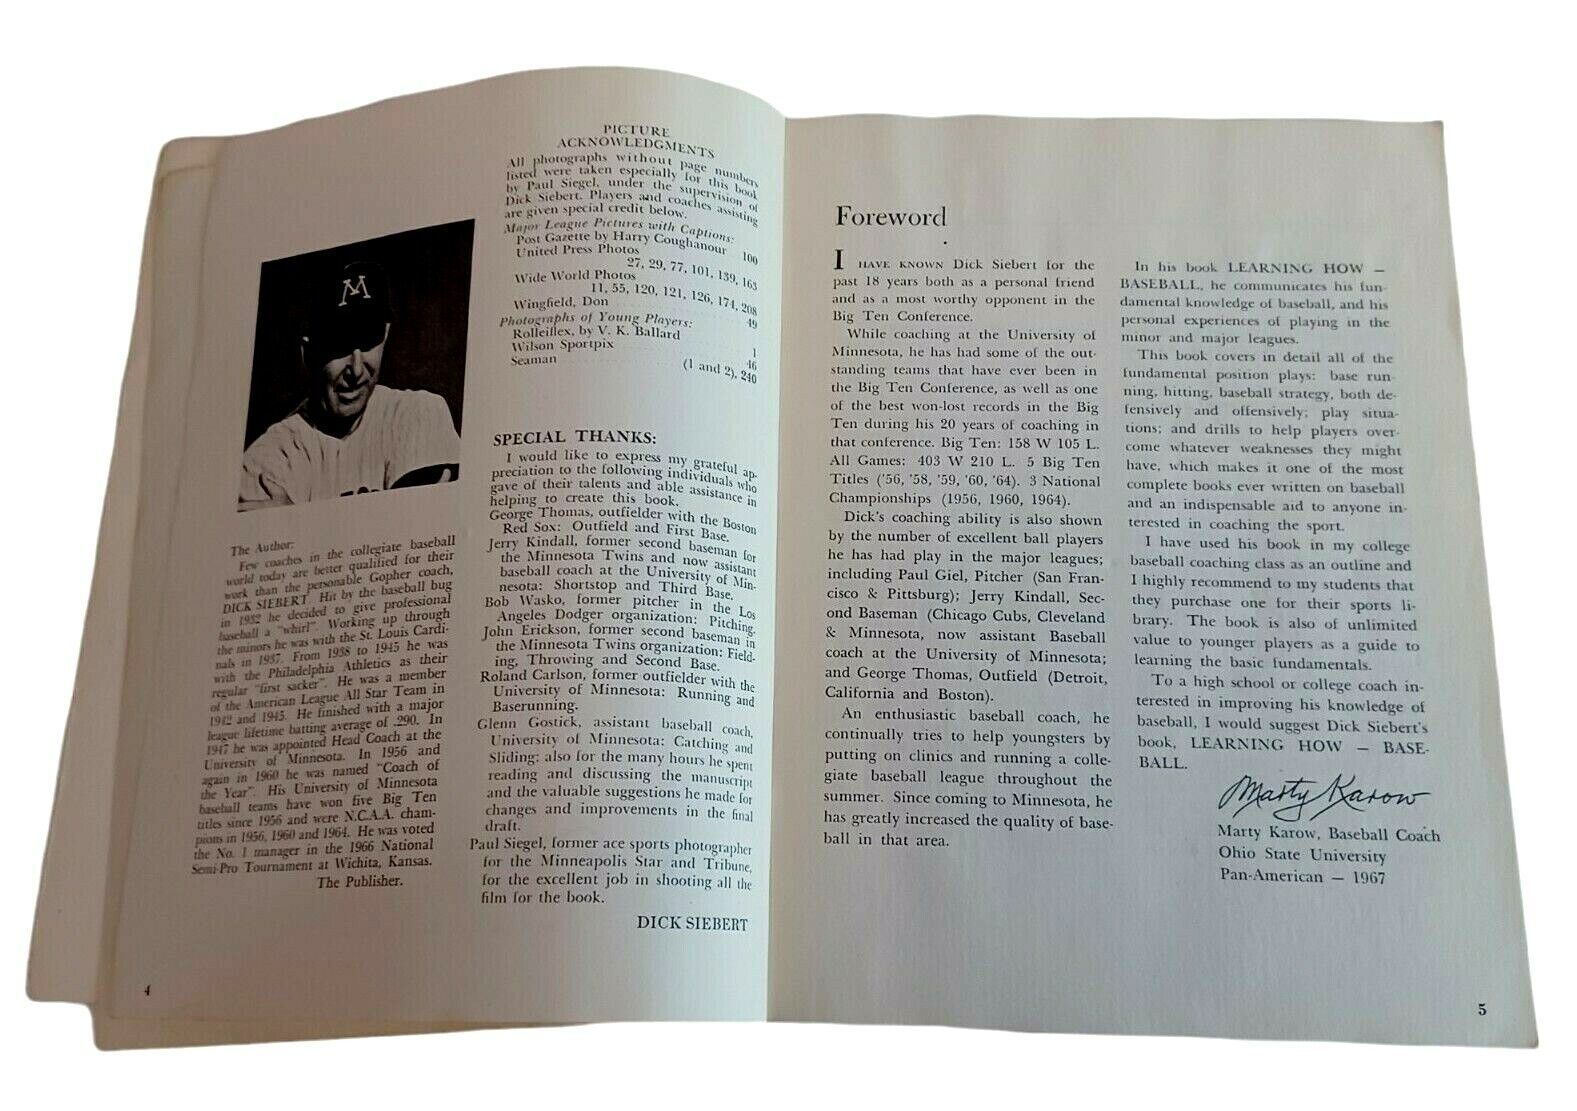 M
The Author:
Few coaches in the collegiate baseball
world today are better qualified for their
work than the personable Gopher coach,
DICK SIEBERT. Hit by the baseball bug
in 1932 he decided to give professional
baseball a "whirl". Working up through
the minors he was with the St. Louis Cardi-
nals in 1937. From 1938 to 1945 he was
with the Philadelphia Athletics as their
regular "first sacker". He was a member
of the American League All Star Team in
1942 and 1945. He finished with a major
league lifetime batting average of .290. In
1947 he was appointed Head Coach at the
University of Minnesota. In 1956 and
again in 1960 he was named "Coach of
the Year". His University of Minnesota
baseball teams have won five Big Ten
titles since 1956 and were N.C.A.A. cham-
pions in 1956, 1960 and 1964. He was voted
the No. 1 manager in the 1966 National
Semi-Pro Tournament at Wichita, Kansas.
The Publisher.
4
PICTURE
ACKNOWLEDGMENTS
All photographs without page numbers
listed were taken especially for this book
by Paul Siegel, under the supervision of
Dick Siebert. Players and coaches assisting
are given special credit below.
Major League Pictures with Captions:
Post Gazette by Harry Coughanour 100
United Press Photos
27, 29, 77, 101, 139, 163
Wide World Photos
11, 55, 120, 121, 126, 174, 208
Wingfield, Don 49
Photographs of Young Players:
Rolleiflex, by V. K. Ballard 1
Wilson Sportpix 46
Seaman (1 and 2), 240
SPECIAL THANKS:
I would like to express my grateful ap-
preciation to the following individuals who
gave of their talents and able assistance in
helping to create this book.
George Thomas, outfielder with the Boston
Red Sox: Outfield and First Base.
Jerry Kindall, former second baseman for
the Minnesota Twins and now assistant
baseball coach at the University of Min-
nesota: Shortstop and Third Base.
Bob Wasko, former pitcher in the Los
Angeles Dodger organization: Pitching.
John Erickson, former second baseman in
the Minnesota Twins organization: Field-
ing, Throwing and Second Base.
Roland Carlson, former outfielder with the
University of Minnesota: Running and
Baserunning.
Glenn Gostick, assistant baseball coach,
University of Minnesota: Catching and
Sliding: also for the many hours he spent
reading and discussing the manuscript
and the valuable suggestions he made for
changes and improvements in the final
draft.
Paul Siegel, former ace sports photographer
for the Minneapolis Star and Tribune,
for the excellent job in shooting all the
film for the book.
DICK SIEBERT
Foreword
I HAVE KNOWN Dick Siebert for the
past 18 years both as a personal friend
and as a most worthy opponent in the
Big Ten Conference.
While coaching at the University of
Minnesota, he has had some of the out-
standing teams that have ever been in
the Big Ten Conference, as well as one
of the best won-lost records in the Big
Ten during his 20 years of coaching in
that conference. Big Ten: 158 W 105 L.
All Games: 403 W 210 L. 5 Big Ten
Titles ('56, '58, '59, '60, '64). 3 National
Championships (1956, 1960, 1964).
Dick's coaching ability is also shown
by the number of excellent ball players
he has had play in the major leagues;
including Paul Giel, Pitcher (San Fran-
cisco & Pittsburg); Jerry Kindall, Sec-
ond Baseman (Chicago Cubs, Cleveland
& Minnesota, now assistant Baseball
coach at the University of Minnesota;
and George Thomas, Outfield (Detroit,
California and Boston).
An enthusiastic baseball coach, he
continually tries to help youngsters by
putting on clinics and running a colle-
giate baseball league throughout the
summer. Since coming to Minnesota, he
has greatly increased the quality of base-
ball in that area.
In his book LEARNING HOW —
BASEBALL, he communicates his fun-
damental knowledge of baseball, and his
personal experiences of playing in the
minor and major leagues.
This book covers in detail all of the
fundamental position plays: base run-
ning, hitting, baseball strategy, both de-
fensively and offensively; play situa-
tions; and drills to help players over-
come whatever weaknesses they might
have, which makes it one of the most
complete books ever written on baseball
and an indispensable aid to anyone in-
terested in coaching the sport.
I have used his book in my college
baseball coaching class as an outline and
I highly recommend to my students that
they purchase one for their sports li-
brary. The book is also of unlimited
value to younger players as a guide to
learning the basic fundamentals.
To a high school or college coach in-
terested in improving his knowledge of
baseball, I would suggest Dick Siebert's
book, LEARNING HOW — BASE-
BALL.
Marty Karow
Marty Karow, Baseball Coach
Ohio State University
Pan-American — 1967
5